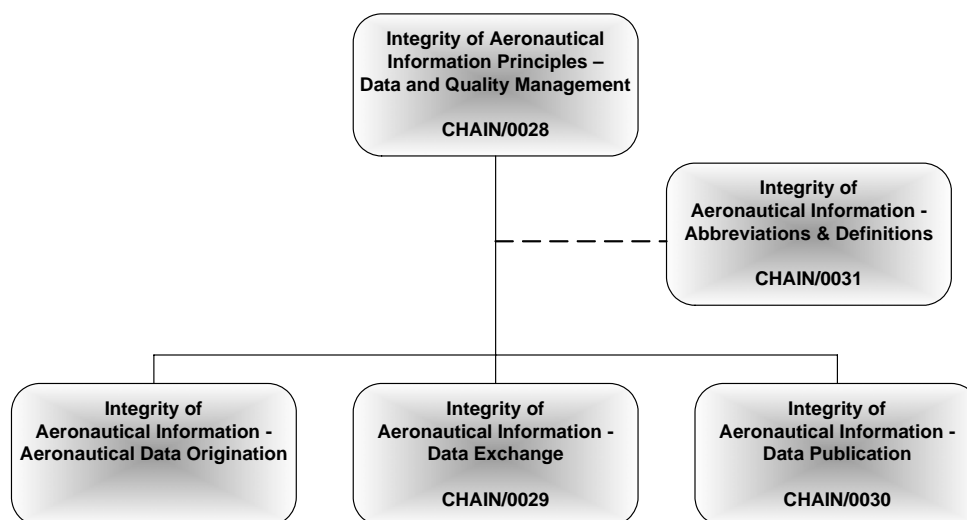 Integrity of Aeronautical
Information Principles –
Data and Quality Management
CHAIN/0028
Integrity of
Aeronautical Information -
Abbreviations & Definitions
CHAIN/0031
Integrity of
Aeronautical Information -
Aeronautical Data Origination
Integrity of
Aeronautical Information -
Data Exchange
CHAIN/0029
Integrity of
Aeronautical Information -
Data Publication
CHAIN/0030